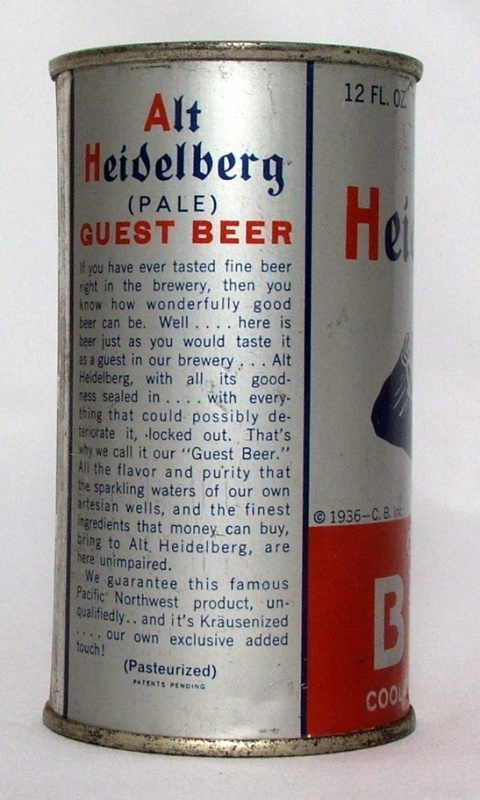 Alt
Heidelberg
(PALE)
GUEST BEER
If you have ever tasted fine beer
right in the brewery, then you
know how wonderfully good
beer can be. Well .... here is
beer just as you would taste it
as a guest in our brewery ... Alt
Heidelberg, with all its good-
ness sealed in .... with every-
thing that could possibly de-
teriorate it, locked out. That's
why we call it our "Guest Beer."
All the flavor and purity that
the sparkling waters of our own
artesian wells, and the finest
ingredients that money can buy,
bring to Alt Heidelberg, are
here unimpaired.
We guarantee this famous
Pacific Northwest product, un-
qualifiedly.. and it's Kräusenized
.... our own exclusive added
touch!
(Pasteurized)
PATENTS PENDING
12 FL. OZ
Hei
© 1936-C. B. Inc
B
COOL